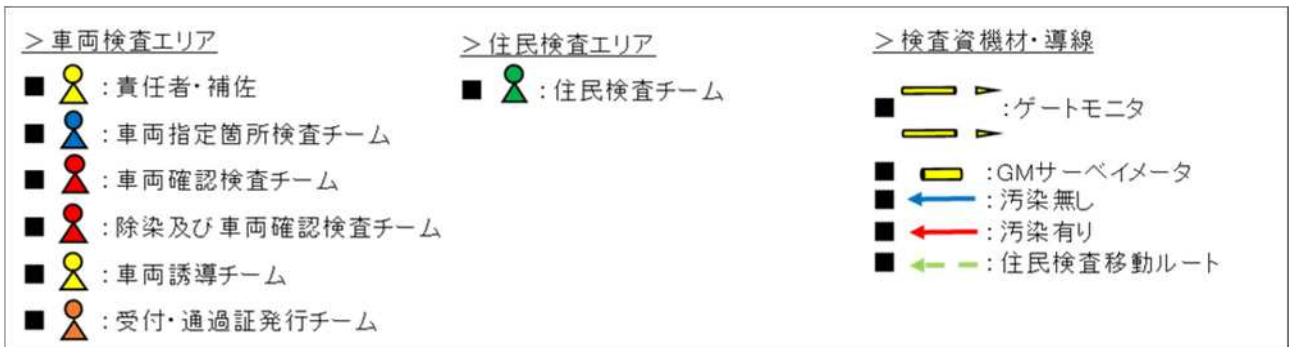 ＞車両検査エリア
■ ：責任者・補佐
■ ：車両指定箇所検査チーム
■ ：車両確認検査チーム
■ ：除染及び車両確認検査チーム
■ ：車両誘導チーム
■ ：受付・通過証発行チーム
＞住民検査エリア
■ ：住民検査チーム
＞検査資機材・導線
■ ：ゲートモニタ
■ ：GMサーベイメータ
■ ：汚染無し
■ ：汚染有り
■ ：住民検査移動ルート